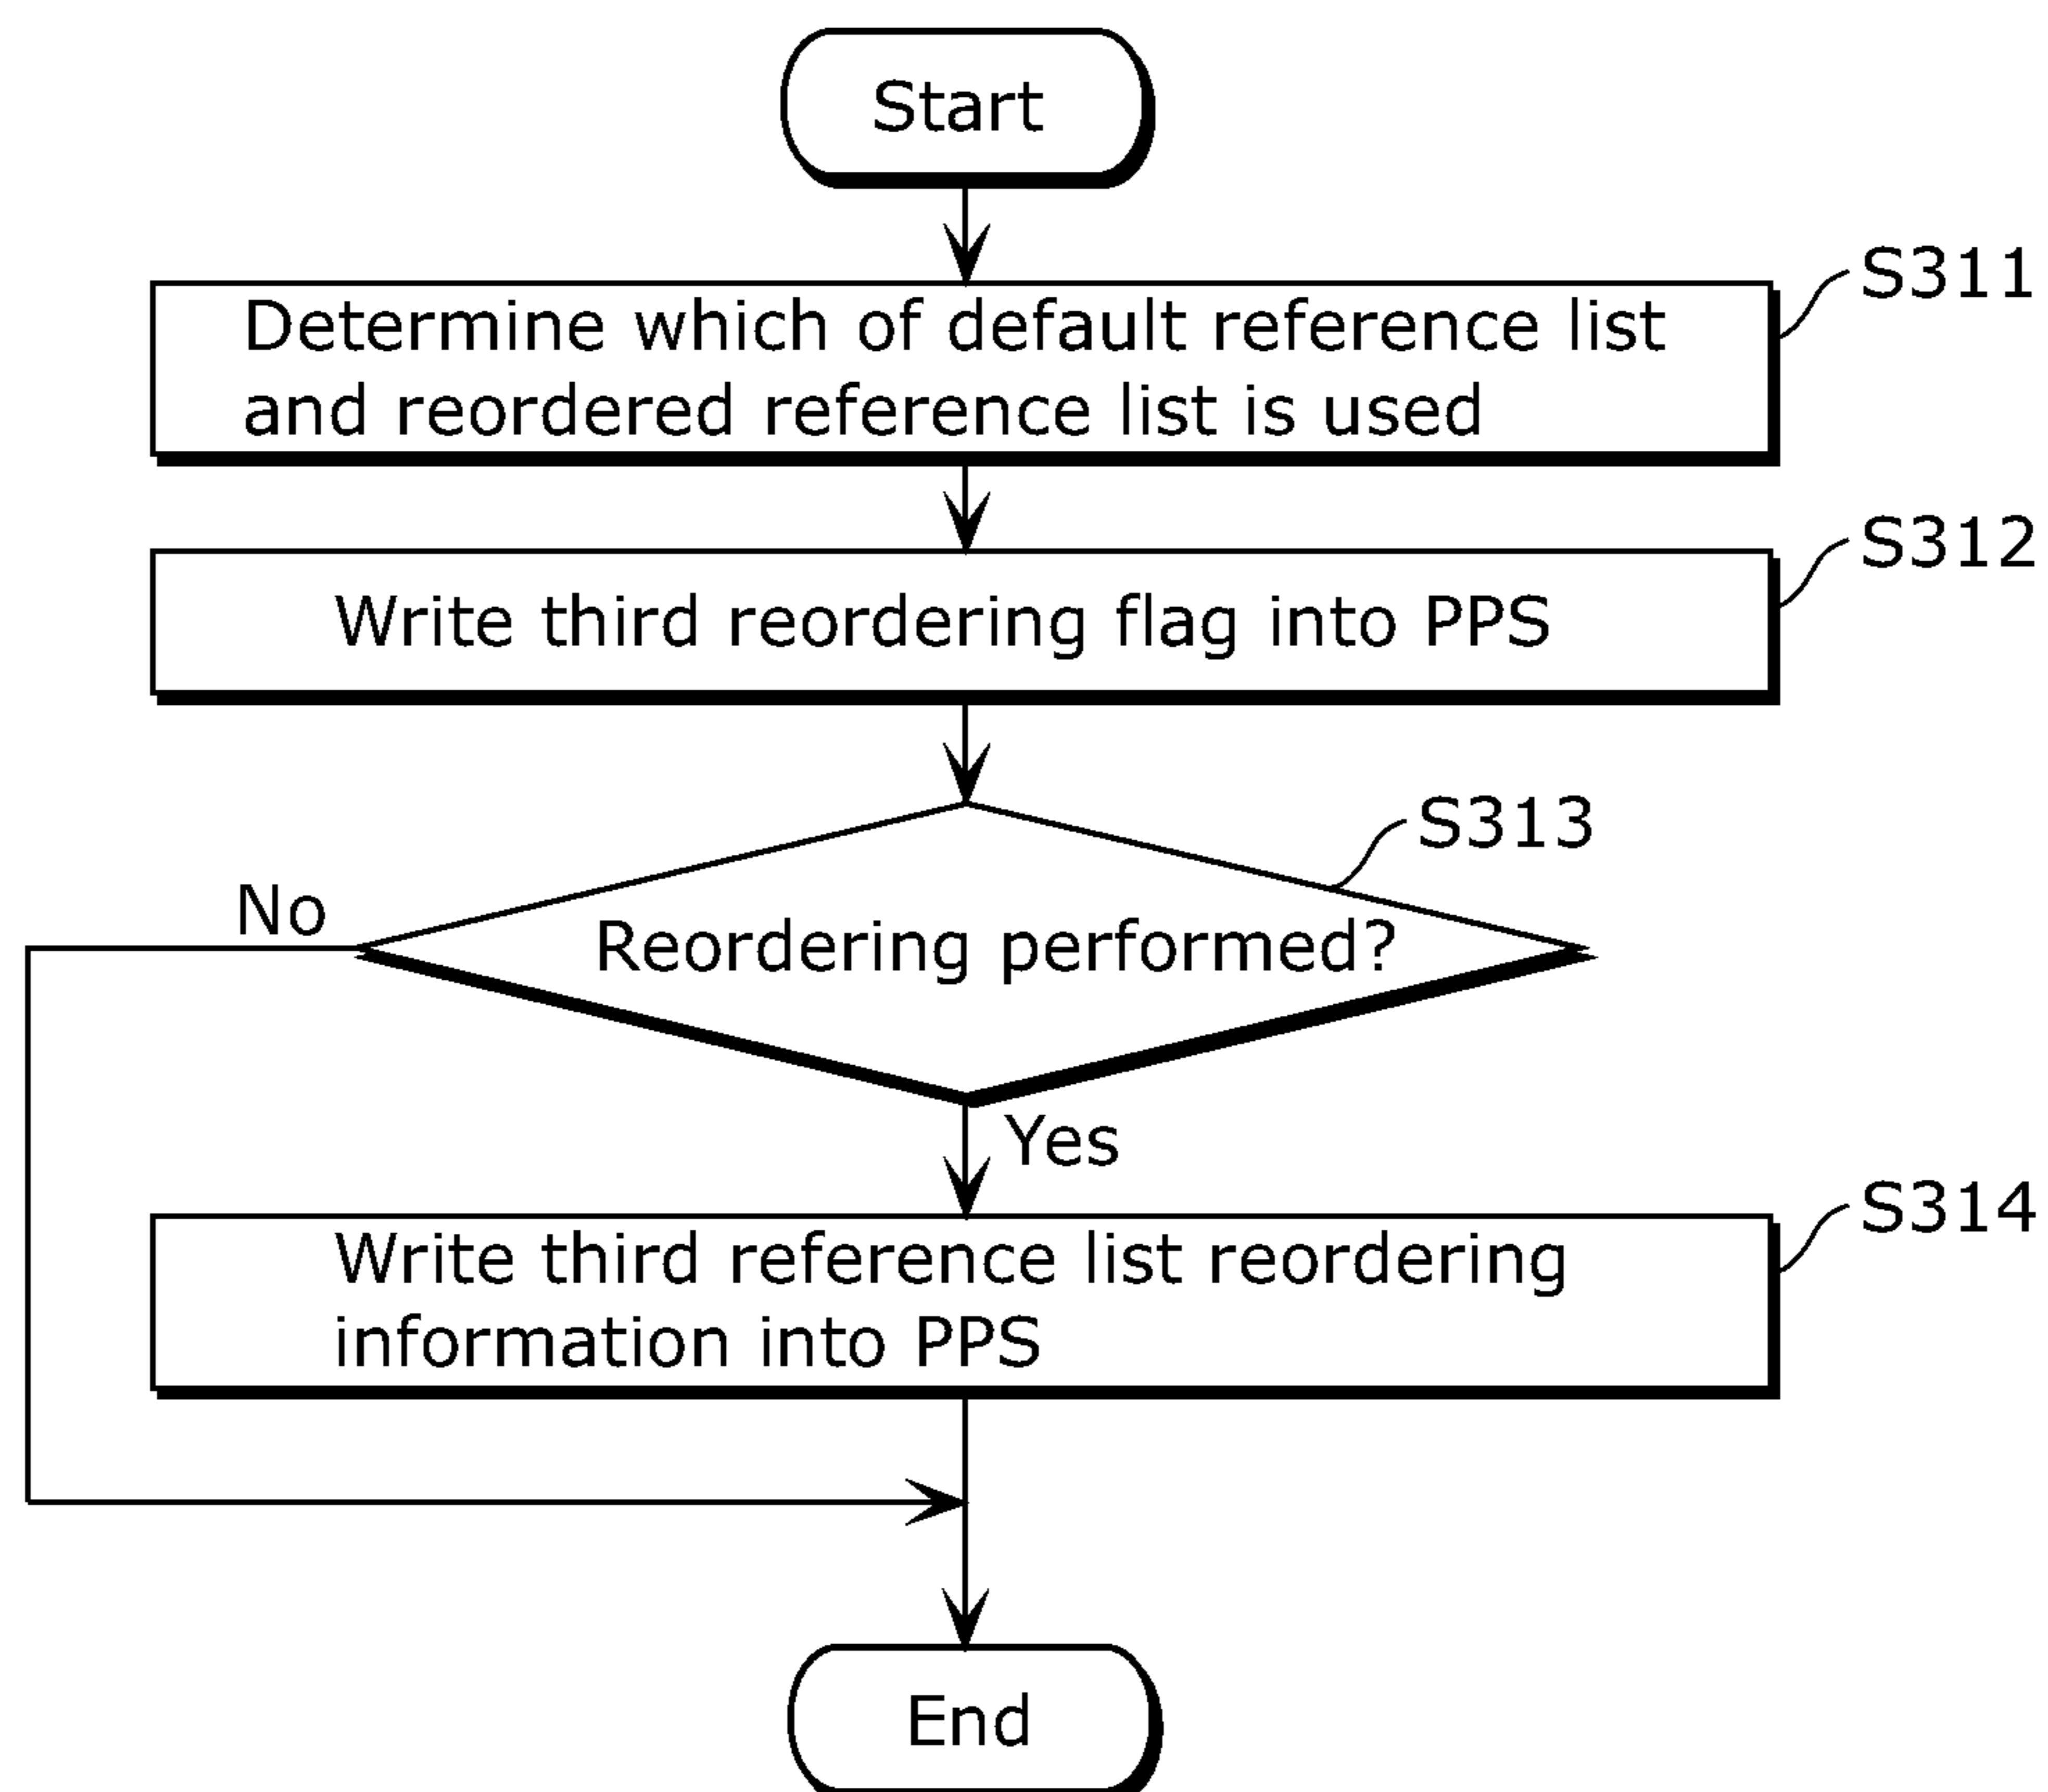 Start
S311
Determine which of default reference list
and reordered reference list is used
S312
Write third reordering flag into PPS
S313
No
Reordering performed?
Yes
S314
Write third reference list reordering
information into PPS
End